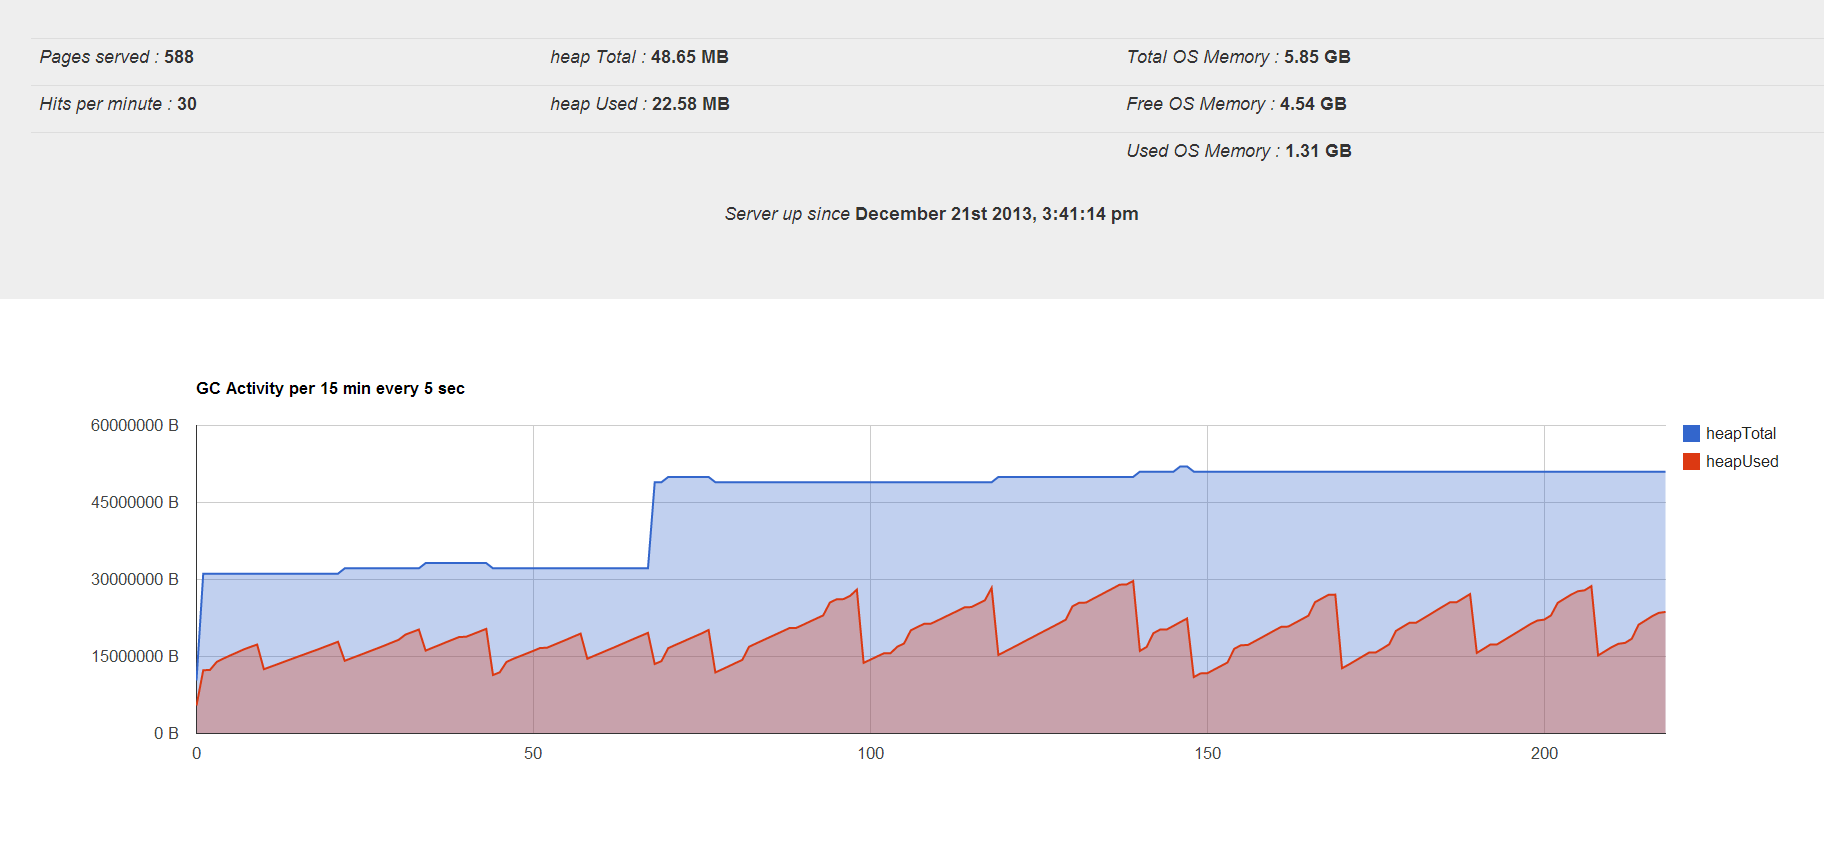 Pages served : 588
heap Total : 48.65 MB
Total OS Memory : 5.85 GB
Hits per minute : 30
heap Used : 22.58 MB
Free OS Memory : 4.54 GB
Used OS Memory : 1.31 GB
Server up since December 21st 2013, 3:41:14 pm
GC Activity per 15 min every 5 sec
60000000 B
45000000 B
30000000 B
15000000 B
0 B
0
50
100
150
200
heapTotal
heapUsed